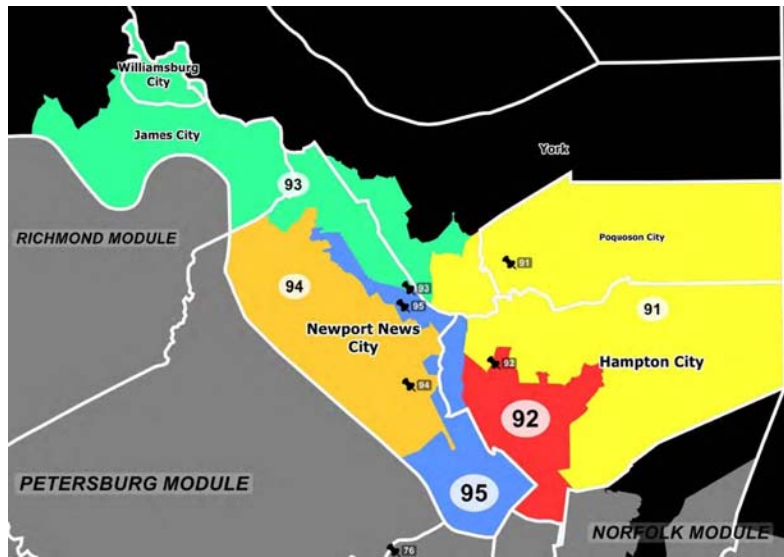 Williamsburg
City
James City
York
93
RICHMOND MODULE
Poquoson City
91
94
93
95
91
Newport News
City
92
Hampton City
94
92
PETERSBURG MODULE
95
NORFOLK MODULE
76